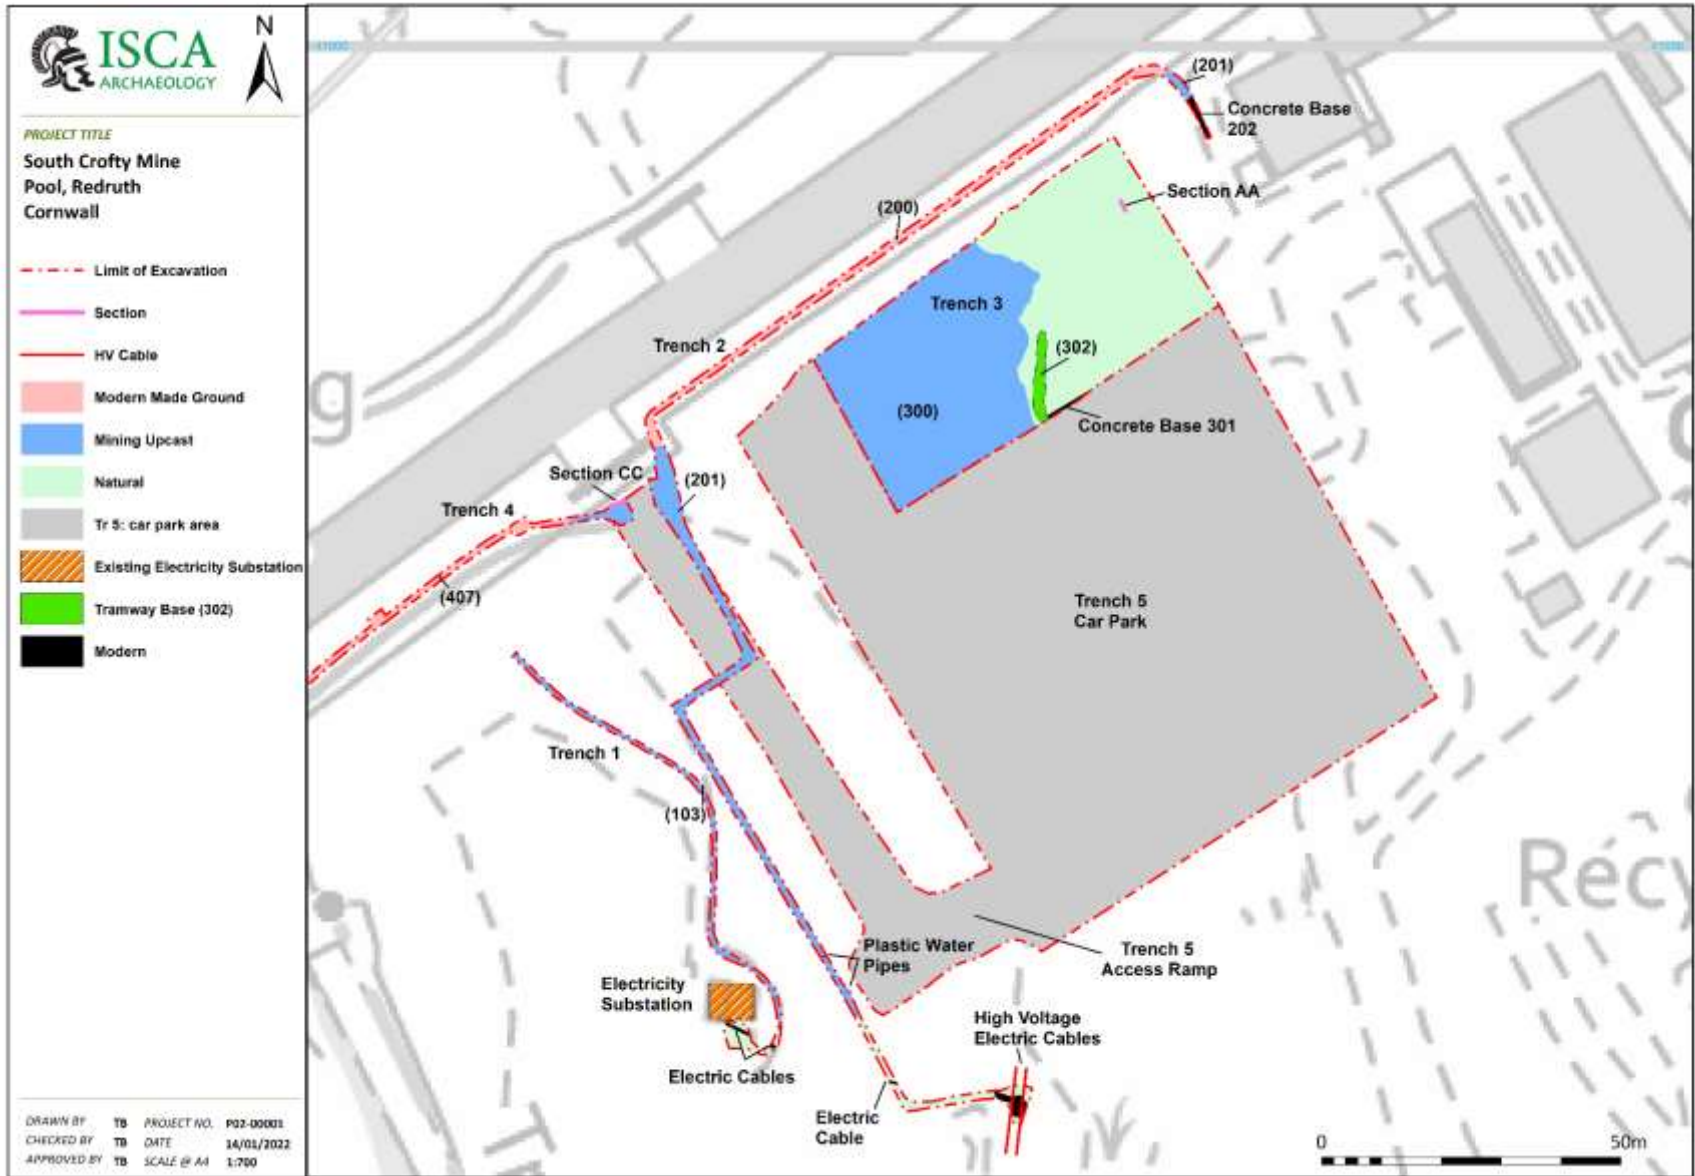 ISCA
ARCHAEOLOGY
N
PROJECT TITLE
South Crofty Mine
Pool, Redruth
Cornwall
Limit of Excavation
Section
HV Cable
Modern Made Ground
Mining Upcast
Natural
Tr 5: car park area
Existing Electricity Substation
Tramway Base (302)
Modern
DRAWN BY TB PROJECT NO. P02-00001
CHECKED BY TB DATE 14/01/2022
APPROVED BY TB SCALE @ A4 1:700
(201)
Concrete Base
202
Section AA
(200)
Trench 3
Trench 2
(302)
(300)
Concrete Base 301
Section CC
(201)
Trench 4
(407)
Trench 5
Car Park
Trench 1
(103)
Plastic Water
Pipes
Trench 5
Access Ramp
Electricity
Substation
High Voltage
Electric Cables
Electric Cables
Electric
Cable
g
Récy
0 50m